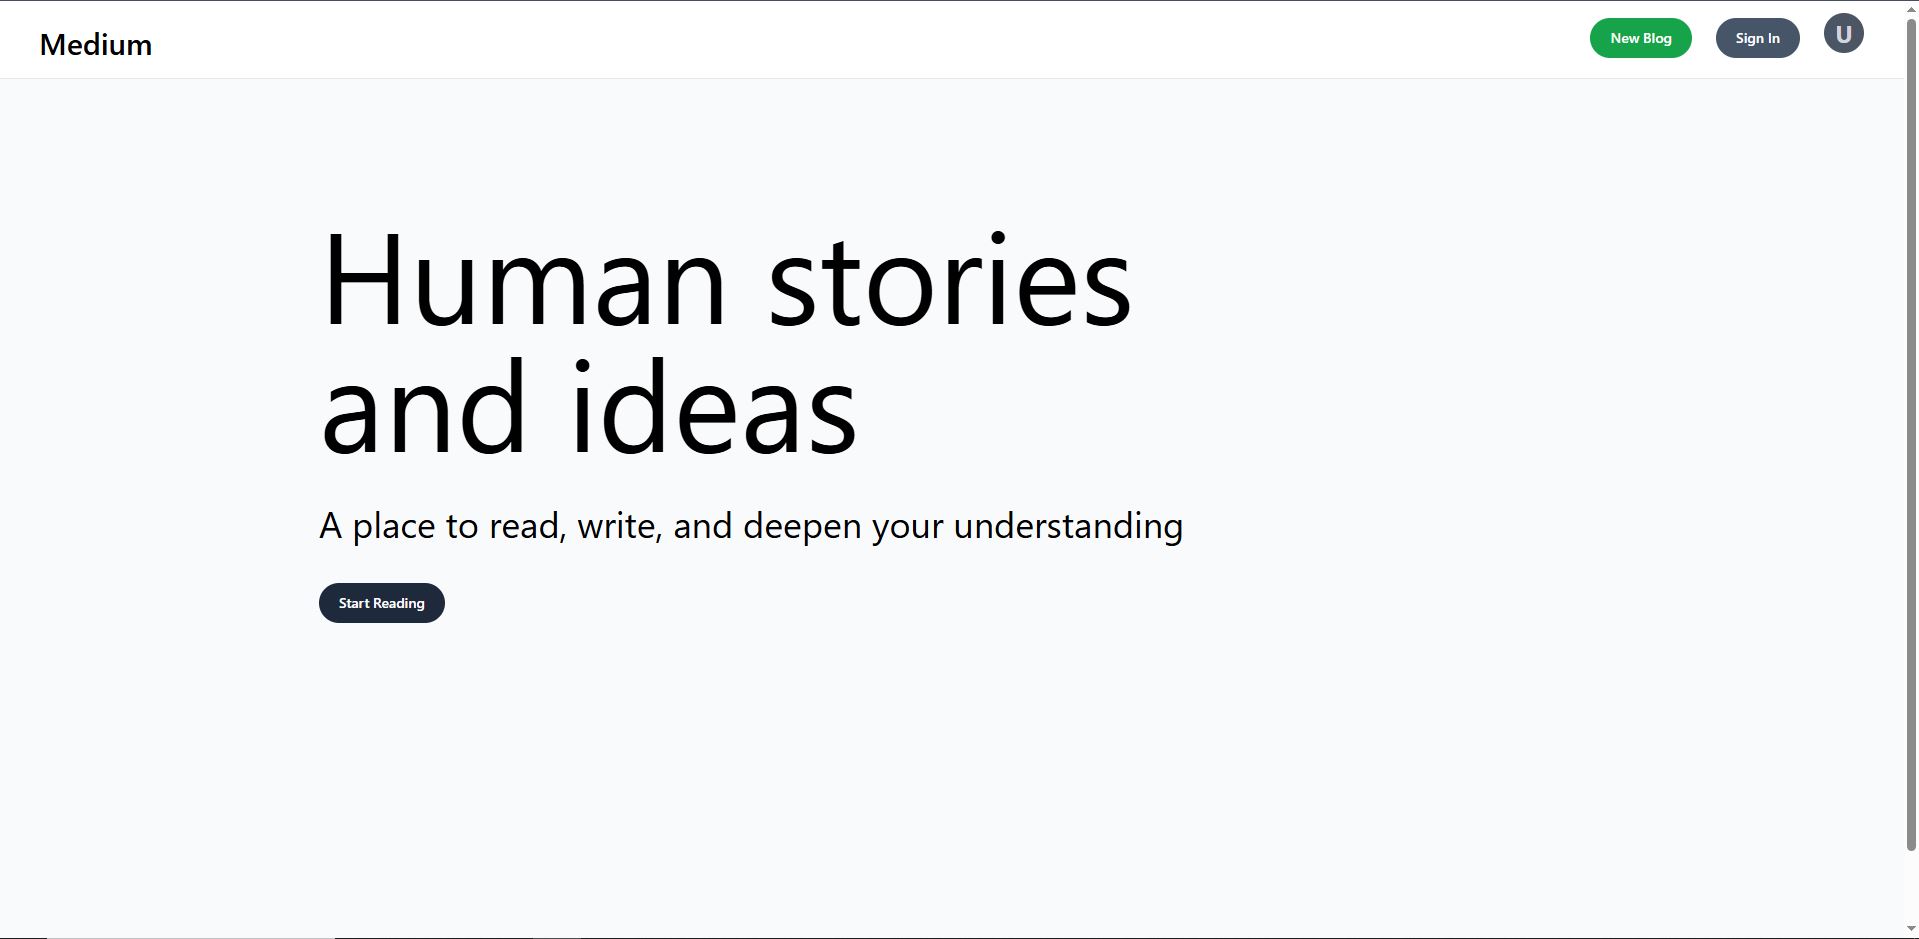 Medium
New Blog
Sign In
U
Human stories
and ideas
A place to read, write, and deepen your understanding
Start Reading